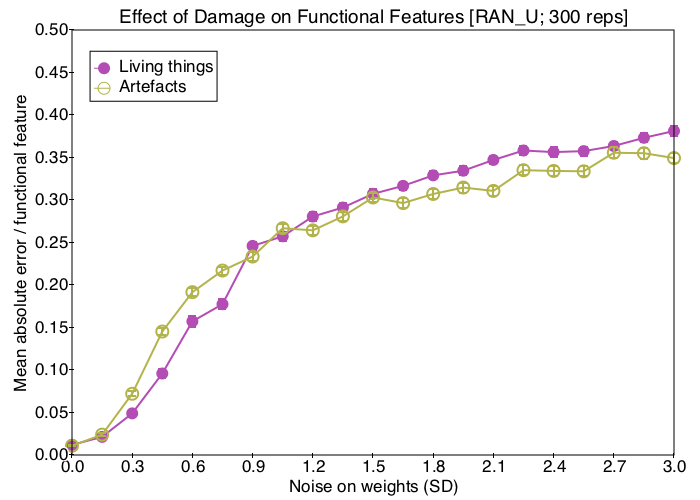 Effect of Damage on Functional Features [RAN_U; 300 reps]
0.50
0.45
0.40
0.35
0.30
0.25
0.20
0.15
0.10
0.05
0.00
Mean absolute error / functional feature
Living things
Artefacts
0.0 0.3 0.6 0.9 1.2 1.5 1.8 2.1 2.4 2.7 3.0
Noise on weights (SD)